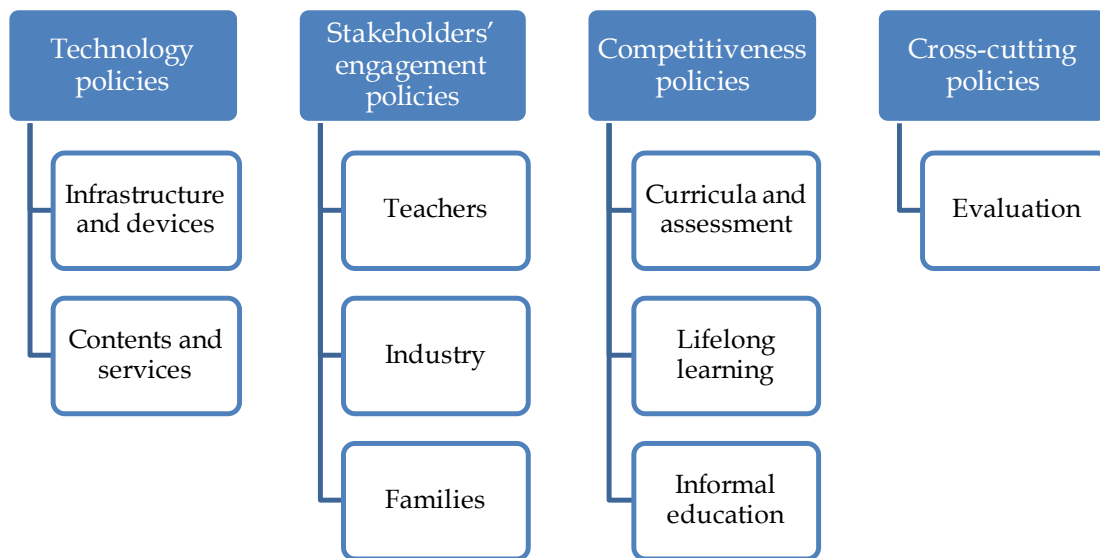 Technology
policies
Infrastructure
and devices
Contents and
services
Stakeholders’
engagement
policies
Teachers
Industry
Families
Competitiveness
policies
Curricula and
assessment
Lifelong
learning
Informal
education
Cross-cutting
policies
Evaluation